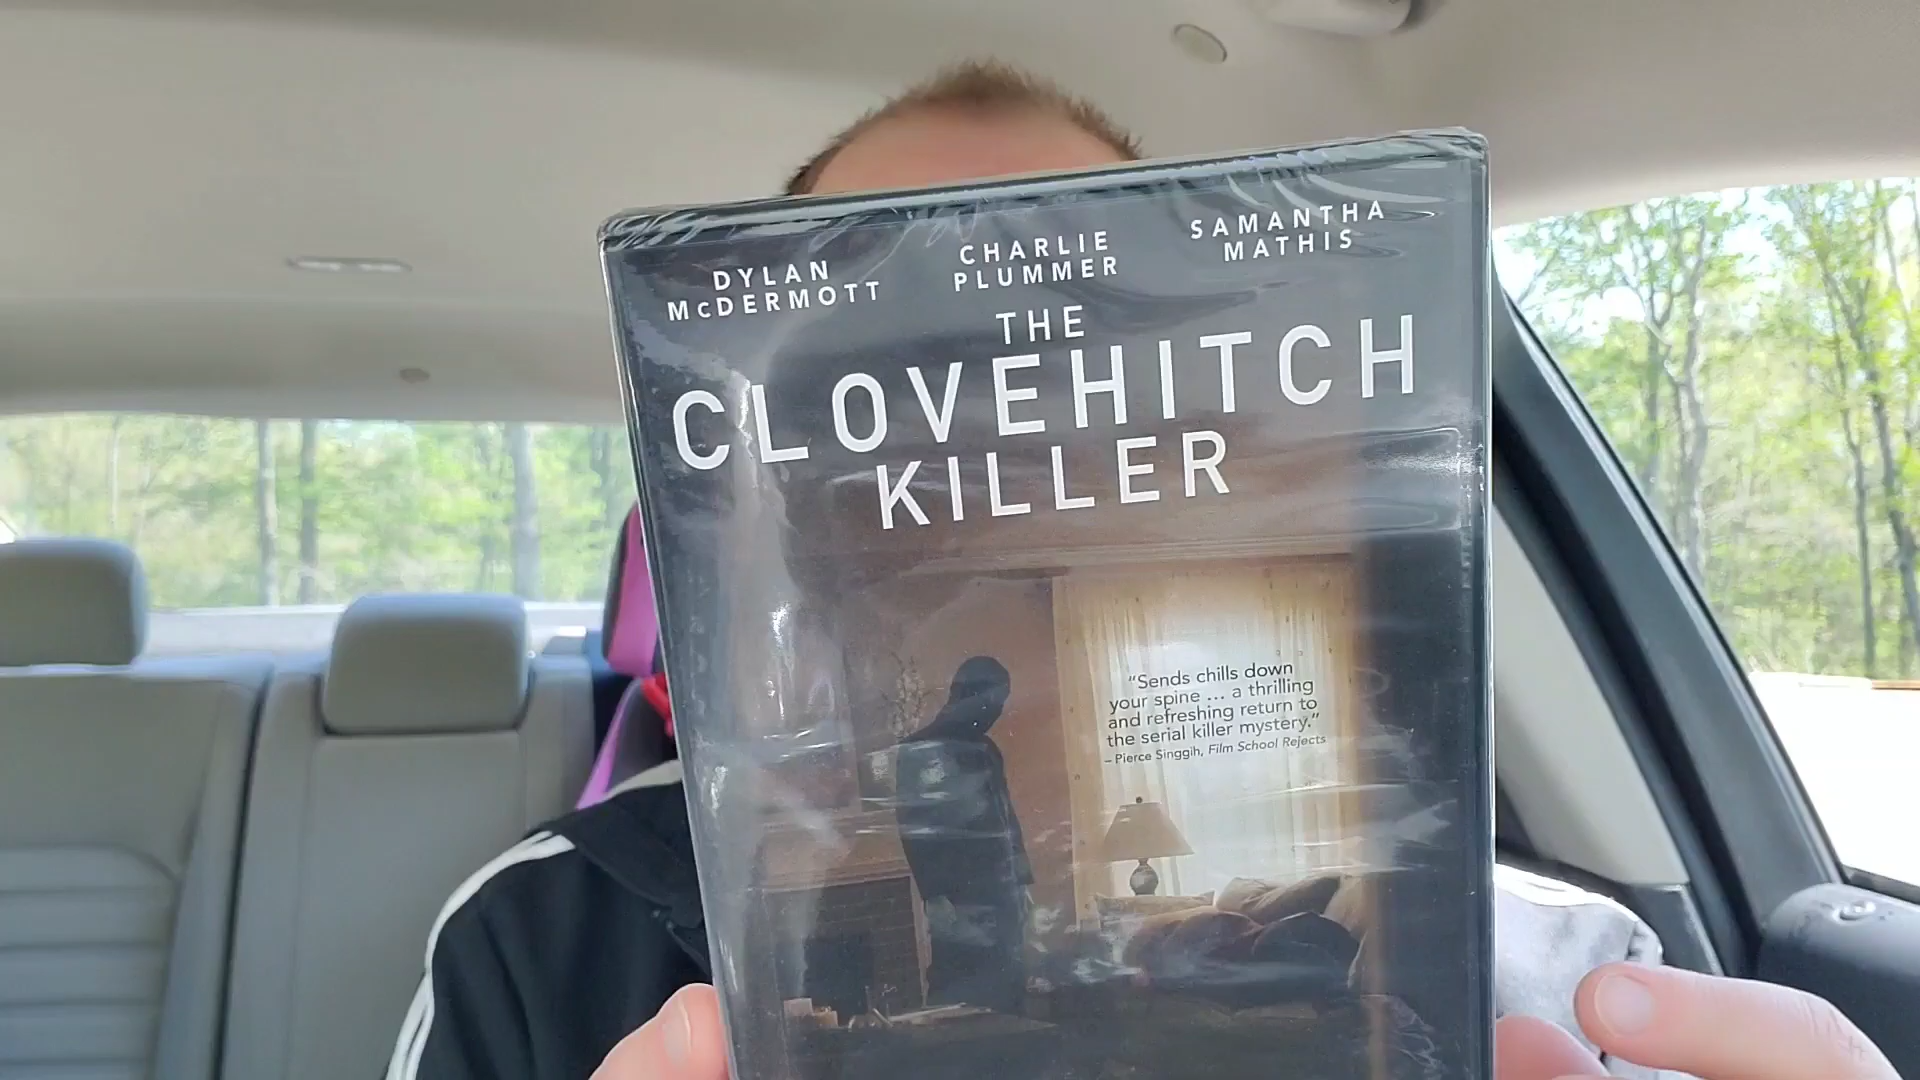 DYLAN
McDERMOTT
CHARLIE
PLUMMER
SAMANTHA
MATHIS
THE
CLOVEHITCH
KILLER
“Sends chills down
your spine ... a thrilling
and refreshing return to
the serial killer mystery.”
– Pierce Singgih, Film School Rejects